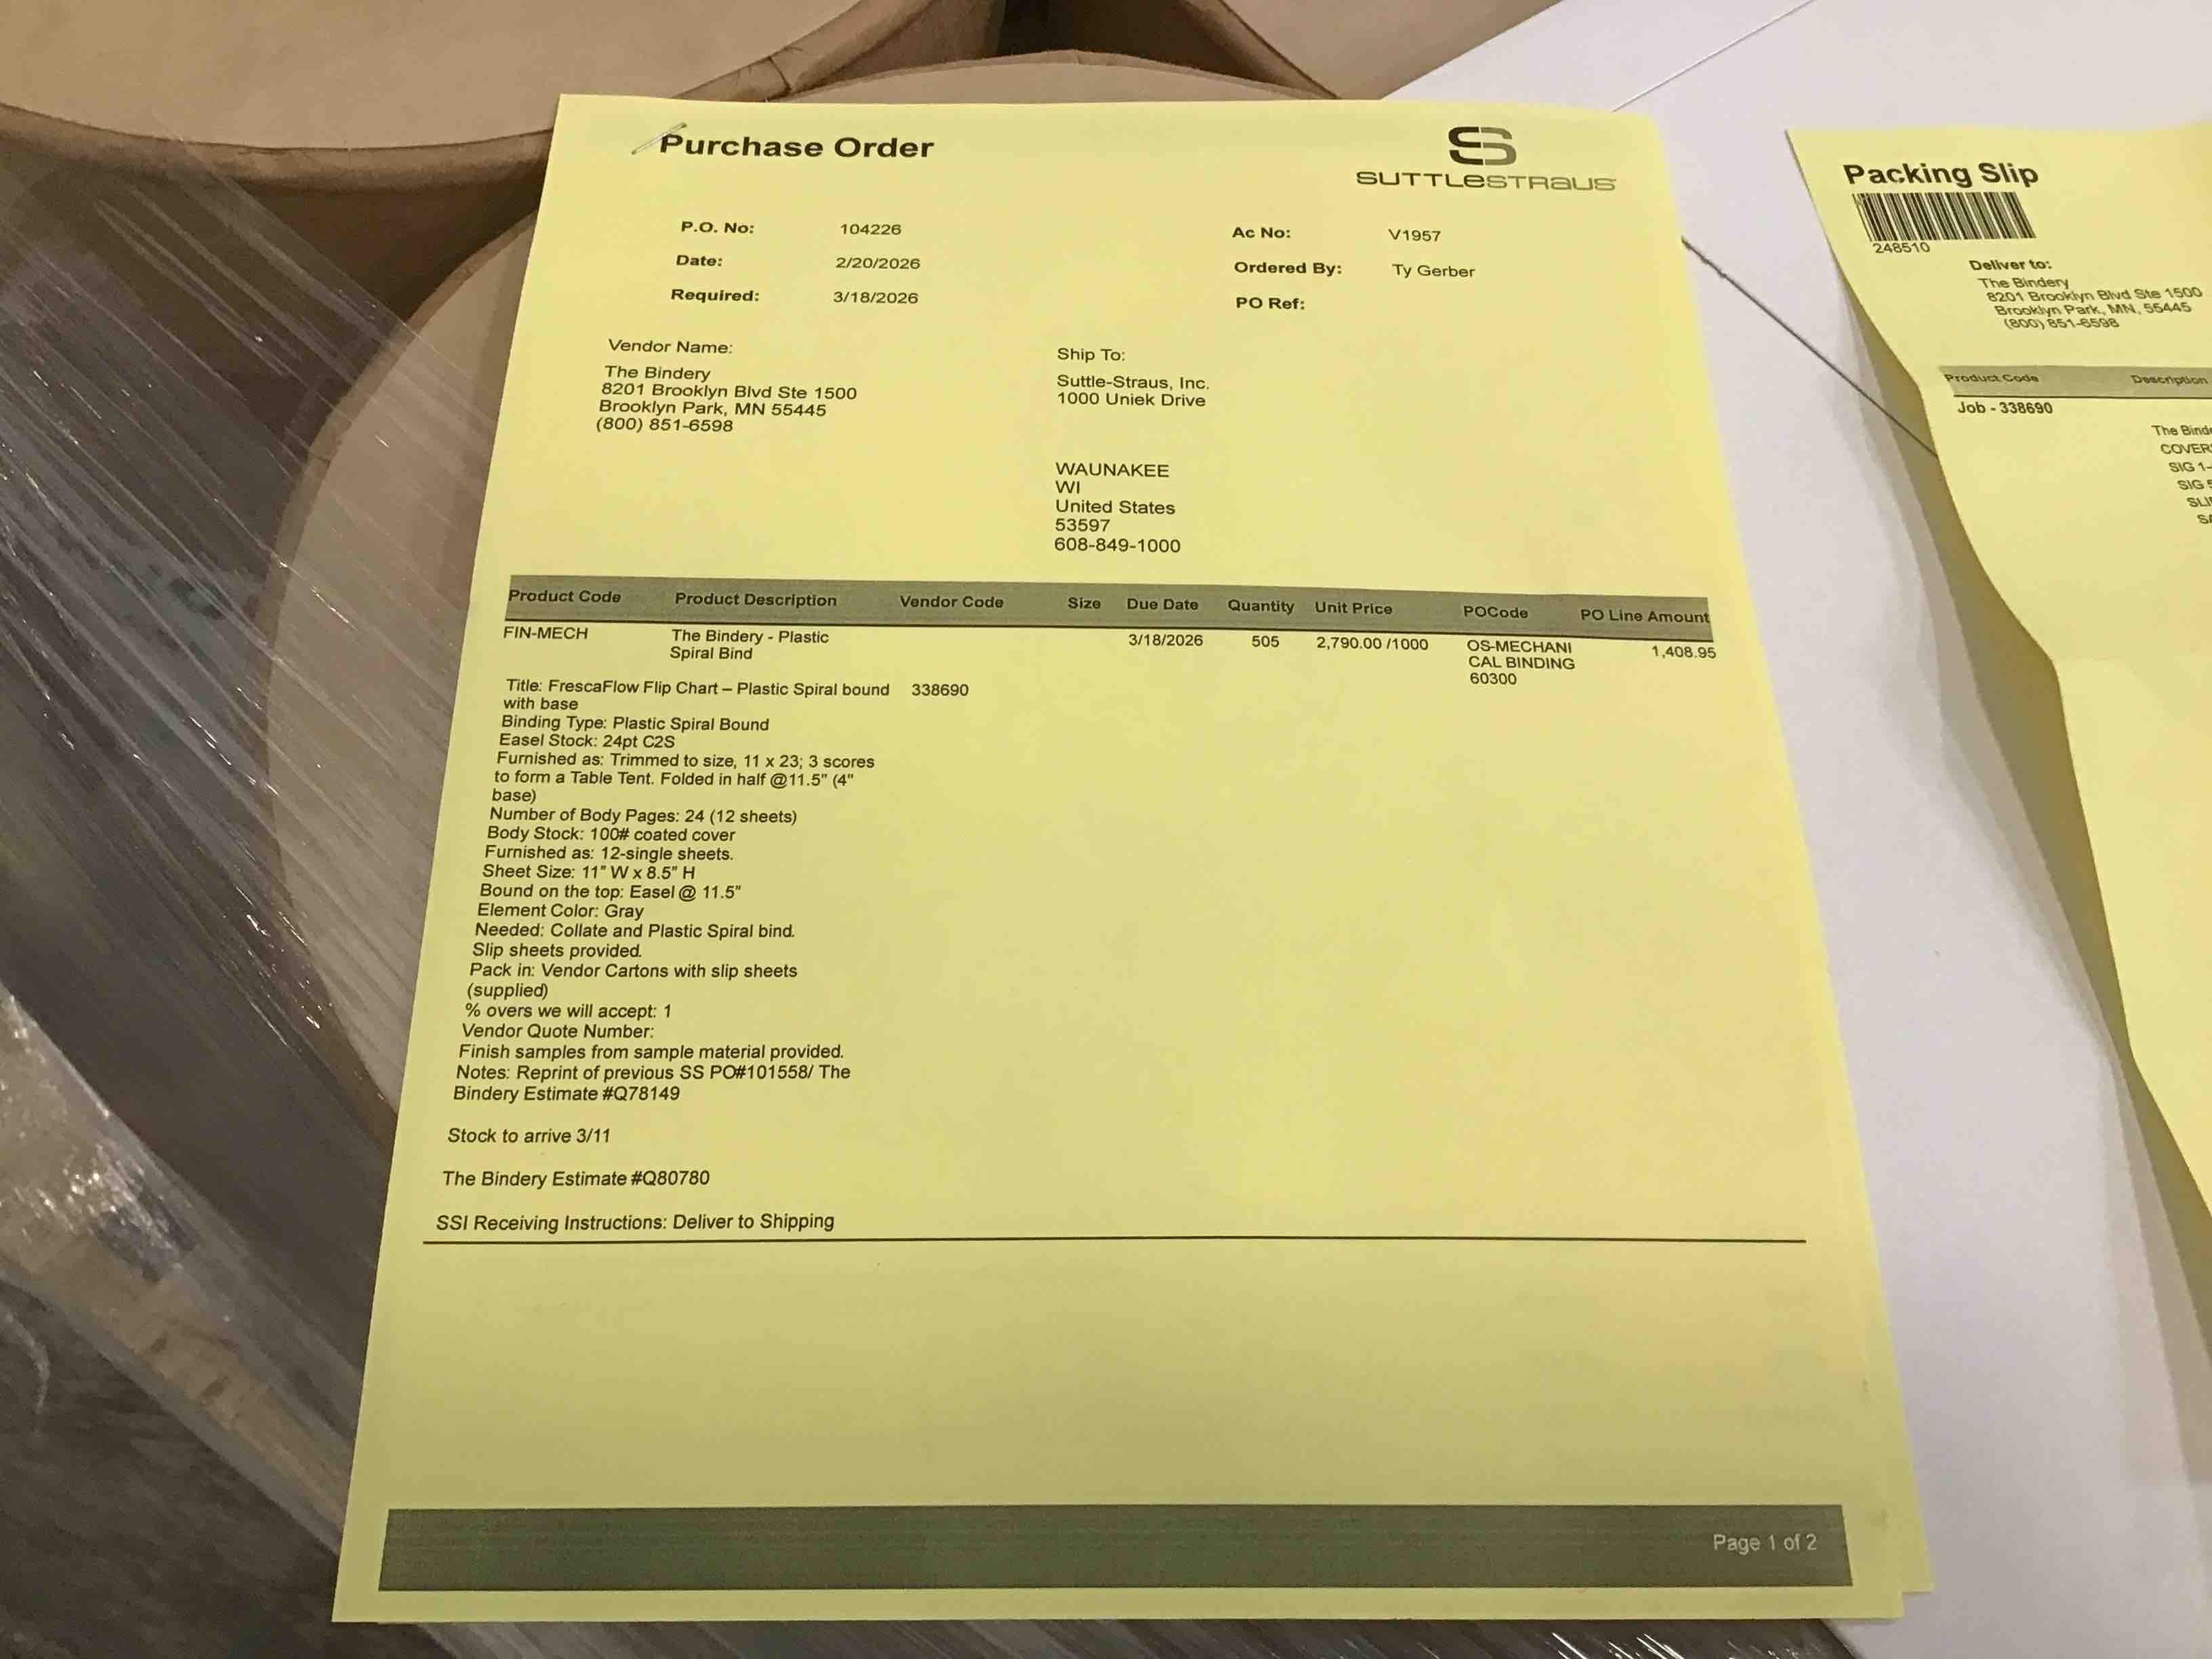 Purchase Order
SUTTLESTRAUS
P.O. No: 104226
Date: 2/20/2026
Required: 3/18/2026
Ac No: V1957
Ordered By: Ty Gerber
PO Ref:
Vendor Name:
The Bindery
8201 Brooklyn Blvd Ste 1500
Brooklyn Park, MN 55445
(800) 851-6598
Ship To:
Suttle-Straus, Inc.
1000 Uniek Drive
WAUNAKEE
WI
United States
53597
608-849-1000
Product Code Product Description Vendor Code Size Due Date Quantity Unit Price POCode PO Line Amount
FIN-MECH The Bindery - Plastic 3/18/2026 505 2,790.00 /1000 OS-MECHANI 1,408.95
Spiral Bind CAL BINDING
60300
Title: FrescaFlow Flip Chart – Plastic Spiral bound 338690
with base
Binding Type: Plastic Spiral Bound
Easel Stock: 24pt C2S
Furnished as: Trimmed to size, 11 x 23; 3 scores
to form a Table Tent. Folded in half @11.5" (4"
base)
Number of Body Pages: 24 (12 sheets)
Body Stock: 100# coated cover
Furnished as: 12-single sheets.
Sheet Size: 11" W x 8.5" H
Bound on the top: Easel @ 11.5"
Element Color: Gray
Needed: Collate and Plastic Spiral bind.
Slip sheets provided.
Pack in: Vendor Cartons with slip sheets
(supplied)
% overs we will accept: 1
Vendor Quote Number:
Finish samples from sample material provided.
Notes: Reprint of previous SS PO#101558/ The
Bindery Estimate #Q78149
Stock to arrive 3/11
The Bindery Estimate #Q80780
SSI Receiving Instructions: Deliver to Shipping
Page 1 of 2
Packing Slip
248510
Deliver to:
The Bindery
8201 Brooklyn Blvd Ste 1500
Brooklyn Park, MN, 55445
(800) 851-6598
Product Code Description
Job - 338690
The
COVER
SIG 1-
SIG